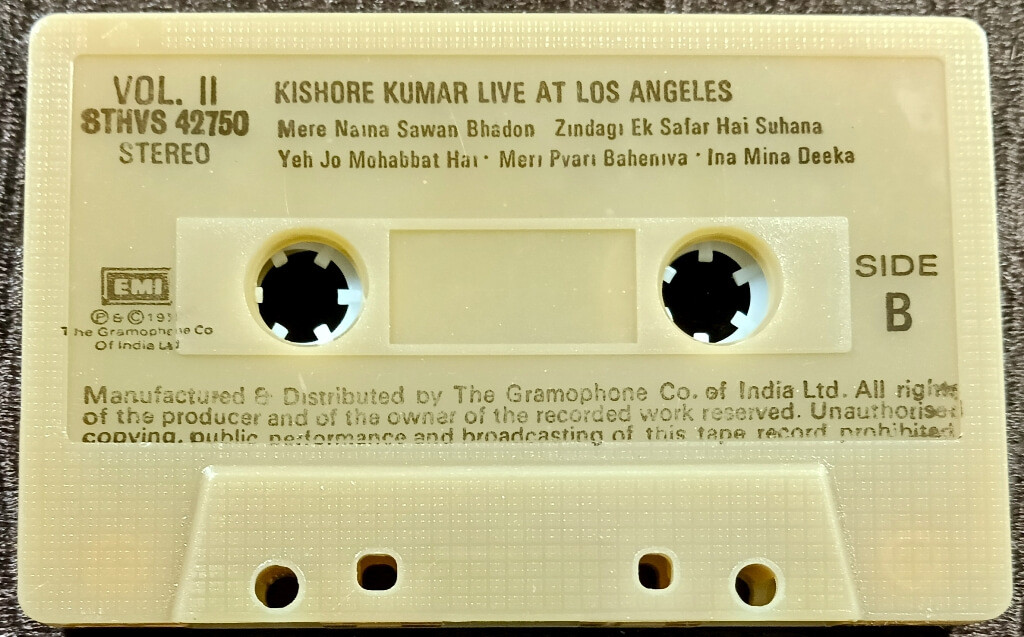 VOL. II
STHVS 42750
STEREO
KISHORE KUMAR LIVE AT LOS ANGELES
Mere Naina Sawan Bhadon Zindagi Ek Safar Hai Suhana
Yeh Jo Mohabbat Hai · Meri Pyari Baheniya · Ina Mina Deeka
EMI
℗ & ©
The Gramophone Co
Of India Ltd
SIDE
B
Manufactured & Distributed by The Gramophone Co. of India Ltd. All rights
of the producer and of the owner of the recorded work reserved. Unauthorised
copying, public performance and broadcasting of this tape record prohibited